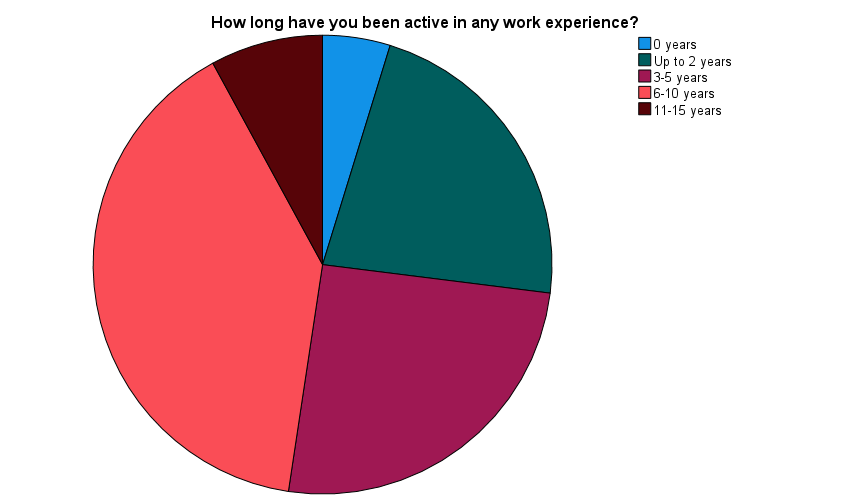 How long have you been active in any work experience?
0 years
Up to 2 years
3-5 years
6-10 years
11-15 years